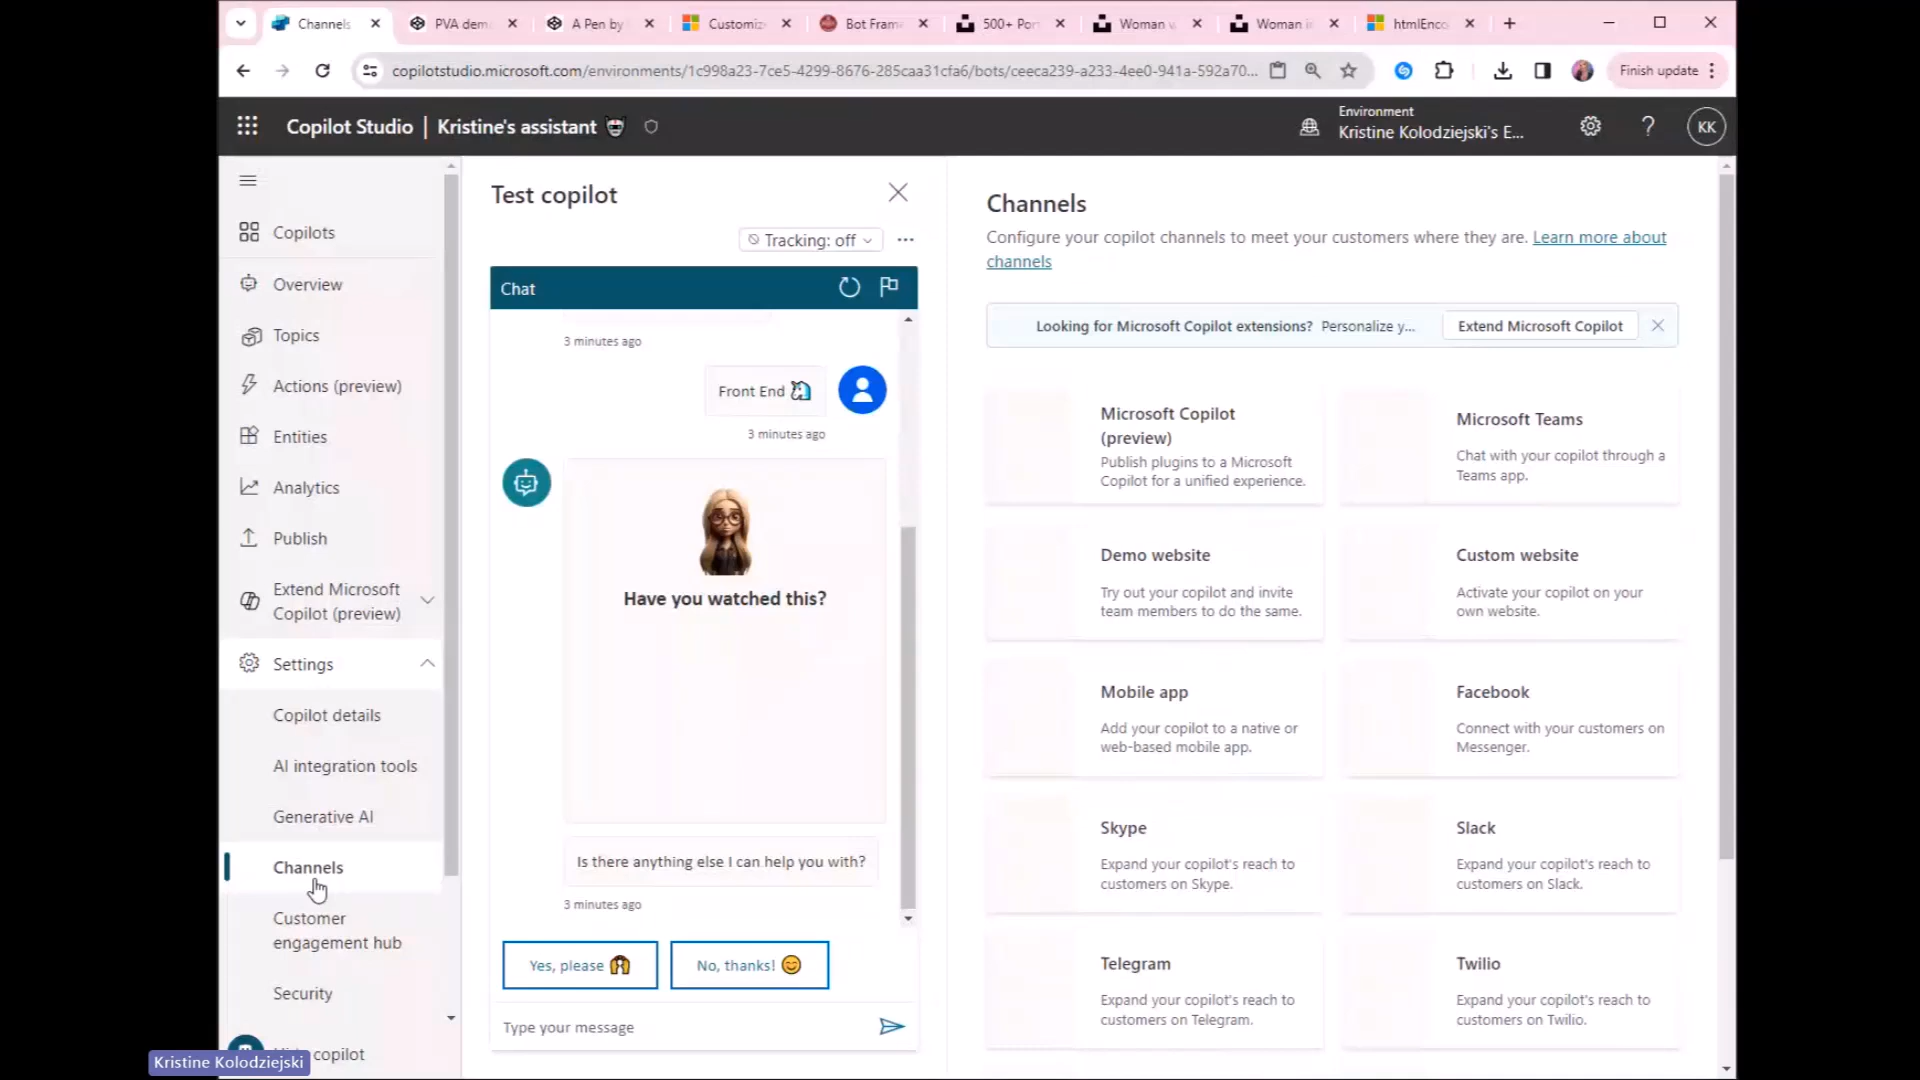 Channels
PVA dem
A Pen by
Customiz
Bot Fram
500+ Por
Woman w
Woman i
htmlEnco
copilotstudio.microsoft.com/environments/1c998a23-7ce5-4299-8676-285caa31cfa6/bots/ceeca239-a233-4ee0-941a-592a70...
Finish update
Copilot Studio
Kristine's assistant
Environment
Kristine Kolodziejski's E...
?
KK
Copilots
Overview
Topics
Actions (preview)
Entities
Analytics
Publish
Extend Microsoft
Copilot (preview)
Settings
Copilot details
AI integration tools
Generative AI
Channels
Customer
engagement hub
Security
copilot
Kristine Kolodziejski
Test copilot
Tracking: off
Chat
3 minutes ago
Front End 🦄
3 minutes ago
Have you watched this?
Is there anything else I can help you with?
3 minutes ago
Yes, please 🙌
No, thanks! 😊
Type your message
Channels
Configure your copilot channels to meet your customers where they are. Learn more about
channels
Looking for Microsoft Copilot extensions? Personalize y...
Extend Microsoft Copilot
Microsoft Copilot
(preview)
Publish plugins to a Microsoft
Copilot for a unified experience.
Microsoft Teams
Chat with your copilot through a
Teams app.
Demo website
Try out your copilot and invite
team members to do the same.
Custom website
Activate your copilot on your
own website.
Mobile app
Add your copilot to a native or
web-based mobile app.
Facebook
Connect with your customers on
Messenger.
Skype
Expand your copilot's reach to
customers on Skype.
Slack
Expand your copilot's reach to
customers on Slack.
Telegram
Expand your copilot's reach to
customers on Telegram.
Twilio
Expand your copilot's reach to
customers on Twilio.